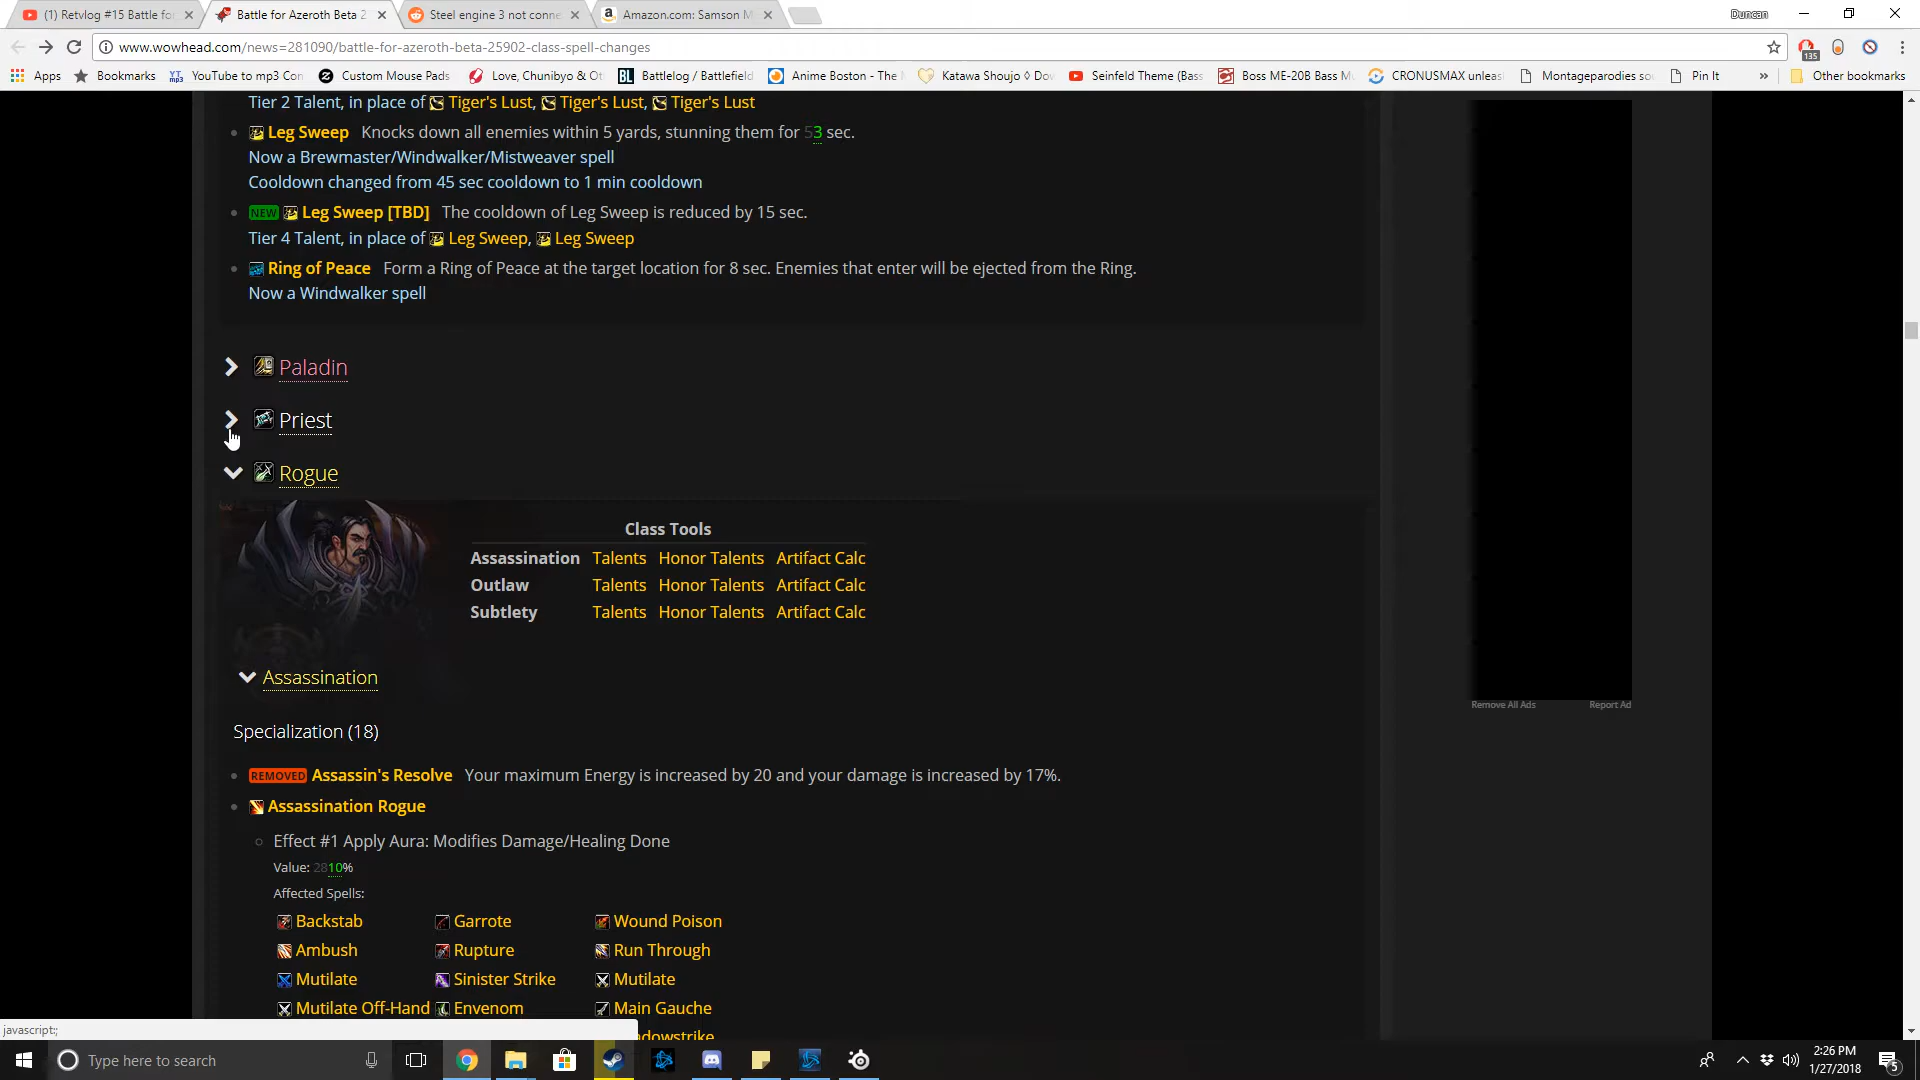 (1) Retvlog #15 Battle fo
Battle for Azeroth Beta 2
Steel engine 3 not conne
Amazon.com: Samson M
Duncan
www.wowhead.com/news=281090/battle-for-azeroth-beta-25902-class-spell-changes
135
Apps
Bookmarks
YouTube to mp3 Con
Custom Mouse Pads
Love, Chunibyo & Ot
Battlelog / Battlefield
Anime Boston - The
Katawa Shoujo ◊ Dov
Seinfeld Theme (Bass
Boss ME-20B Bass Mu
CRONUSMAX unleas
Montageparodies so
Pin It
»
Other bookmarks
Tier 2 Talent, in place of Tiger's Lust, Tiger's Lust, Tiger's Lust
Leg Sweep Knocks down all enemies within 5 yards, stunning them for 53 sec.
Now a Brewmaster/Windwalker/Mistweaver spell
Cooldown changed from 45 sec cooldown to 1 min cooldown
NEW Leg Sweep [TBD] The cooldown of Leg Sweep is reduced by 15 sec.
Tier 4 Talent, in place of Leg Sweep, Leg Sweep
Ring of Peace Form a Ring of Peace at the target location for 8 sec. Enemies that enter will be ejected from the Ring.
Now a Windwalker spell
Paladin
Priest
Rogue
Class Tools
Assassination Talents Honor Talents Artifact Calc
Outlaw Talents Honor Talents Artifact Calc
Subtlety Talents Honor Talents Artifact Calc
Assassination
Specialization (18)
REMOVED Assassin's Resolve Your maximum Energy is increased by 20 and your damage is increased by 17%.
Assassination Rogue
Effect #1 Apply Aura: Modifies Damage/Healing Done
Value: 2810%
Affected Spells:
Backstab Garrote Wound Poison
Ambush Rupture Run Through
Mutilate Sinister Strike Mutilate
Mutilate Off-Hand Envenom Main Gauche
Remove All Ads
Report Ad
javascript:;
Type here to search
2:26 PM
1/27/2018
5